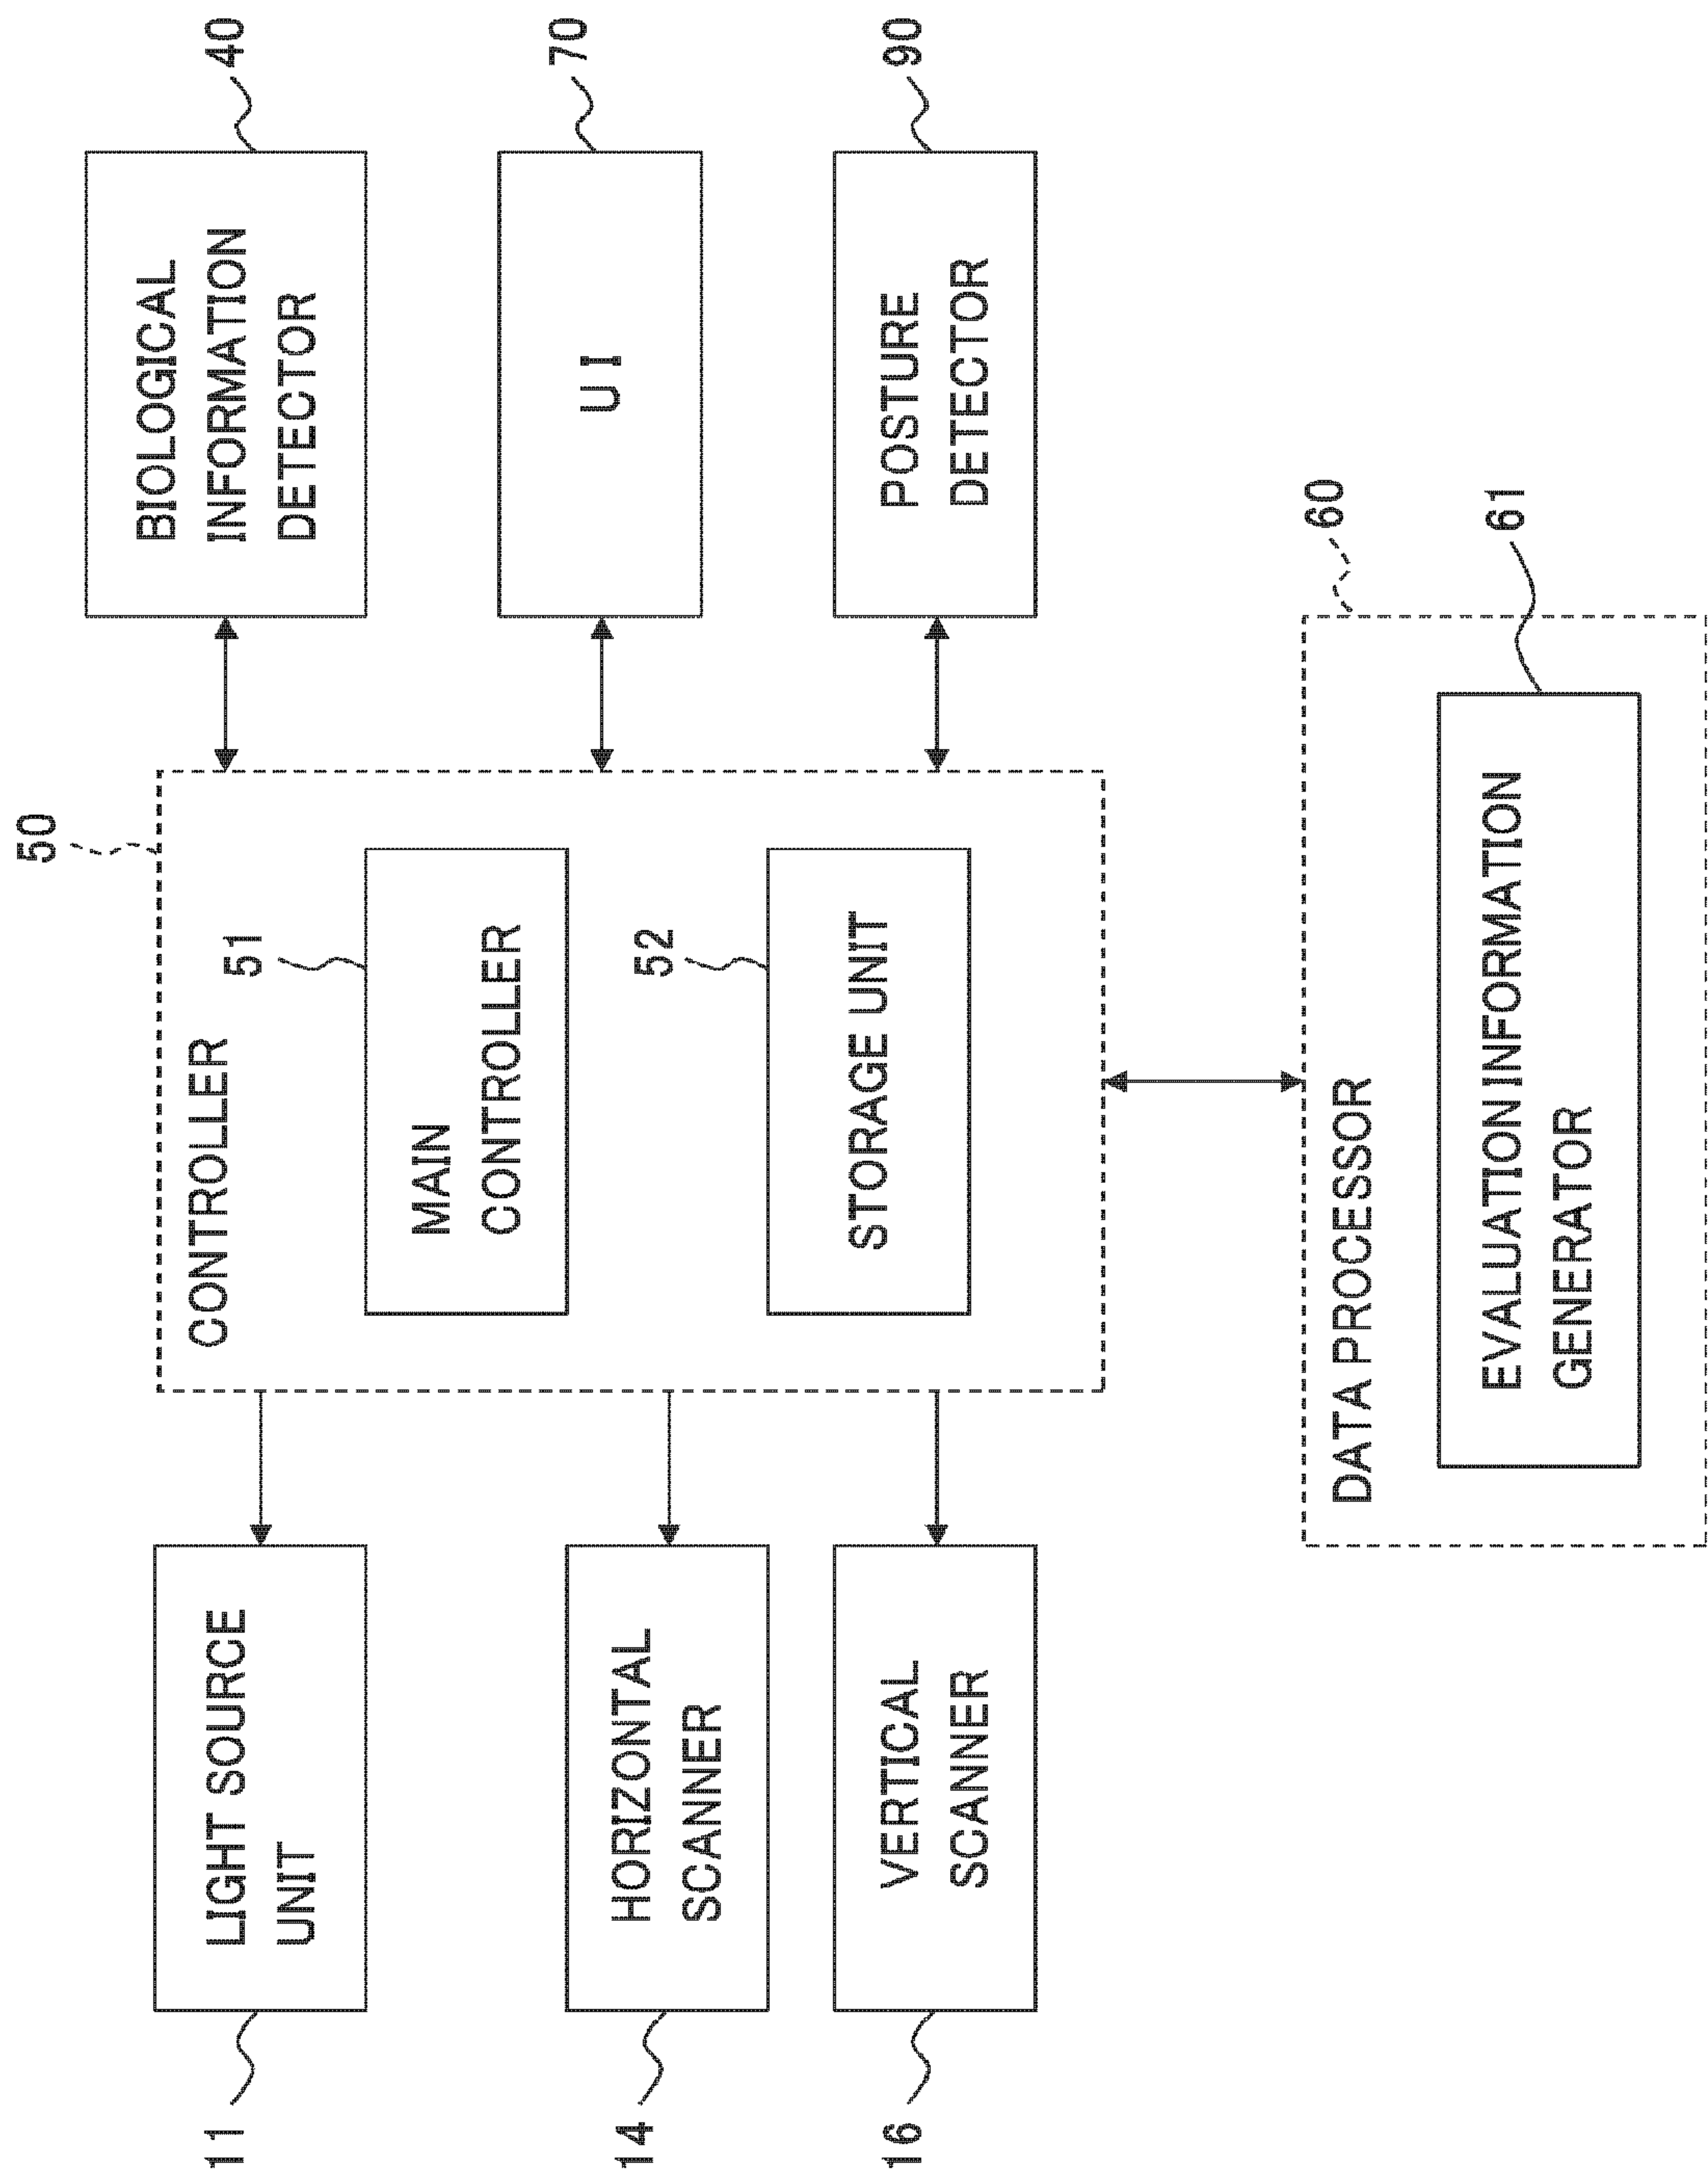 50
CONTROLLER
11
LIGHT SOURCE
UNIT
51
MAIN
CONTROLLER
40
BIOLOGICAL
INFORMATION
DETECTOR
14
HORIZONTAL
SCANNER
52
STORAGE UNIT
70
UI
16
VERTICAL
SCANNER
90
POSTURE
DETECTOR
60
DATA PROCESSOR
61
EVALUATION INFORMATION
GENERATOR